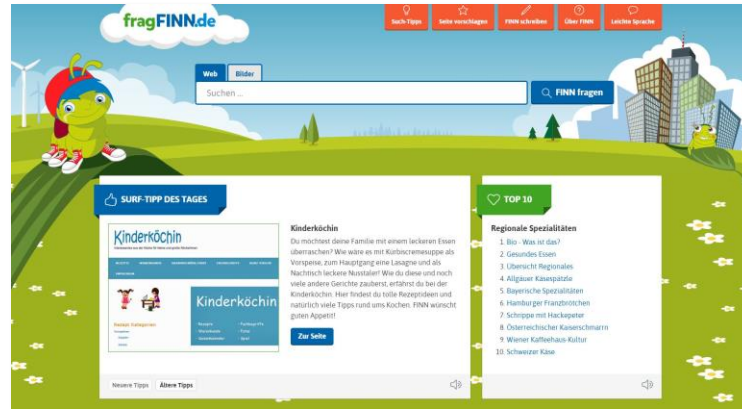 fragFINN.de
Such-Tipps
Seite vorschlagen
FINN schreiben
Über FINN
Leichte Sprache
Web
Bilder
Suchen ...
FINN fragen
SURF-TIPP DES TAGES
Kinderköchin
Kinderköchin
Kinderköchin
Du möchtest deine Familie mit einem leckeren Essen
überraschen? Wie wäre es mit Kürbiscremesuppe als
Vorspeise, zum Hauptgang eine Lasagne und als
Nachtisch leckere Nusstaler! Wie du diese und noch
viele andere Gerichte zauberst, erfährst du bei der
Kinderköchin. Hier findest du tolle Rezeptideen und
natürlich viele Tipps rund ums Kochen. FINN wünscht
guten Appetit!
Zur Seite
Neuere Tipps
Ältere Tipps
TOP 10
Regionale Spezialitäten
1. Bio - Was ist das?
2. Gesundes Essen
3. Übersicht Regionales
4. Allgäuer Käsespätzle
5. Bayerische Spezialitäten
6. Hamburger Franzbrötchen
7. Schrippe mit Hackepeter
8. Österreichischer Kaiserschmarrn
9. Wiener Kaffeehaus-Kultur
10. Schweizer Käse